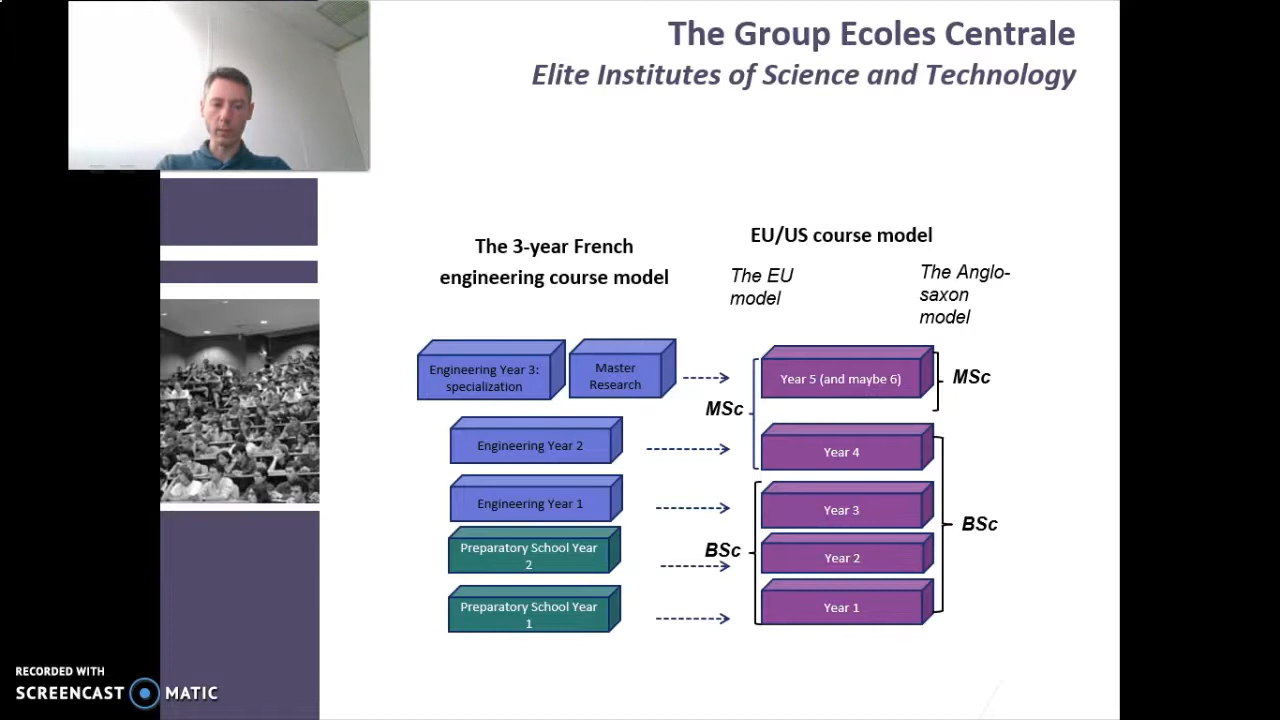 The Group Ecoles Centrale
Elite Institutes of Science and Technology
The 3-year French
engineering course model
EU/US course model
The EU
model
The Anglo-
saxon
model
Engineering Year 3:
specialization
Master
Research
Year 5 (and maybe 6)
MSc
MSc
Engineering Year 2
Year 4
Engineering Year 1
Year 3
BSc
Preparatory School Year
2
BSc
Year 2
Preparatory School Year
1
Year 1
RECORDED WITH
SCREENCAST MATIC